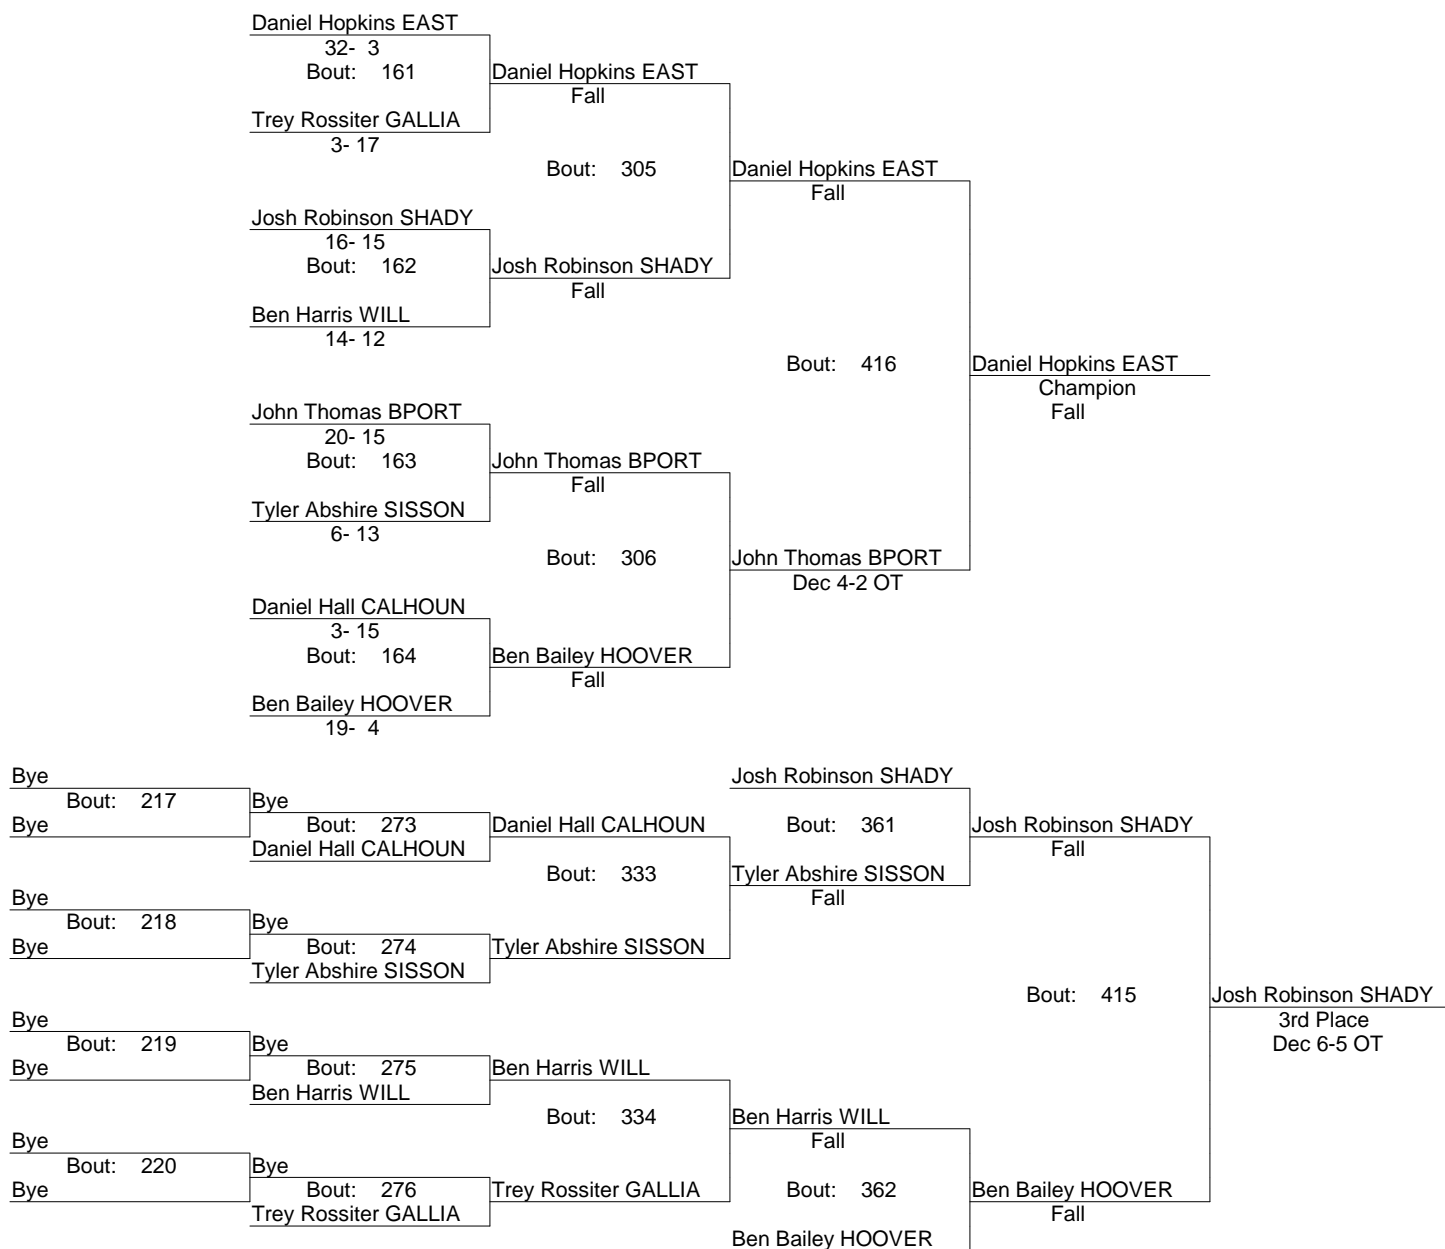 Daniel Hopkins EAST
32- 3
Bout: 161
Daniel Hopkins EAST
Fall
Trey Rossiter GALLIA
3- 17
Bout: 305
Daniel Hopkins EAST
Fall
Josh Robinson SHADY
16- 15
Bout: 162
Josh Robinson SHADY
Fall
Ben Harris WILL
14- 12
Bout: 416
Daniel Hopkins EAST
Champion
Fall
John Thomas BPORT
20- 15
Bout: 163
John Thomas BPORT
Fall
Tyler Abshire SISSON
6- 13
Bout: 306
John Thomas BPORT
Dec 4-2 OT
Daniel Hall CALHOUN
3- 15
Bout: 164
Ben Bailey HOOVER
Fall
Ben Bailey HOOVER
19- 4
Bye
Josh Robinson SHADY
Bout: 217
Bye
Bye
Bout: 273
Daniel Hall CALHOUN
Bout: 361
Josh Robinson SHADY
Daniel Hall CALHOUN
Fall
Bout: 333
Tyler Abshire SISSON
Fall
Bye
Bout: 218
Bye
Bye
Bout: 274
Tyler Abshire SISSON
Tyler Abshire SISSON
Bout: 415
Josh Robinson SHADY
3rd Place
Dec 6-5 OT
Bye
Bout: 219
Bye
Bye
Bout: 275
Ben Harris WILL
Ben Harris WILL
Bout: 334
Ben Harris WILL
Fall
Bye
Bout: 220
Bye
Bye
Bout: 276
Trey Rossiter GALLIA
Bout: 362
Ben Bailey HOOVER
Trey Rossiter GALLIA
Fall
Ben Bailey HOOVER